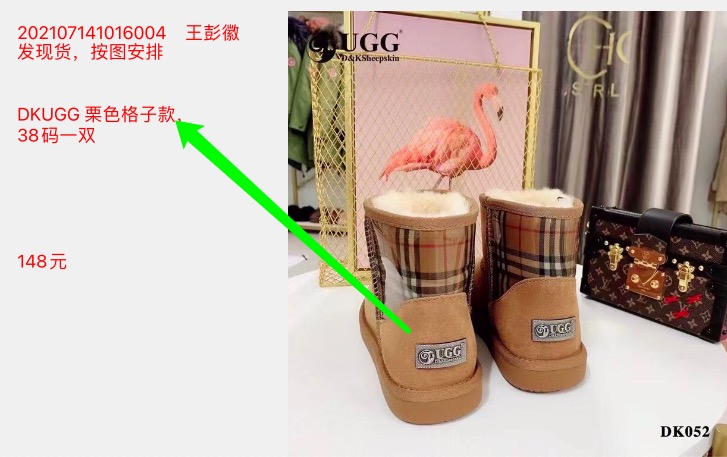 202107141016004 王彭徽
发现货，按图安排
DKUGG 栗色格子款，
38码一双
148元
UGG®
D&KSheepskin
UGG
UGG
DK052